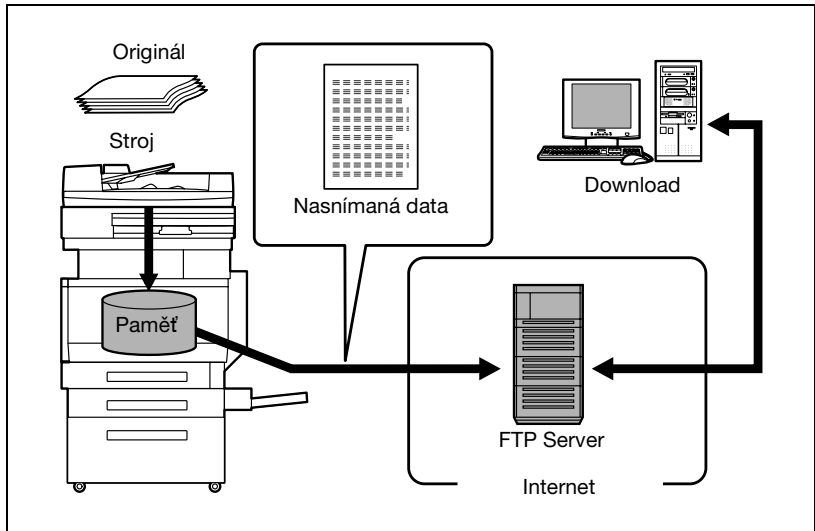 Originál
Stroj
Paměť
Nasnímaná data
Download
FTP Server
Internet